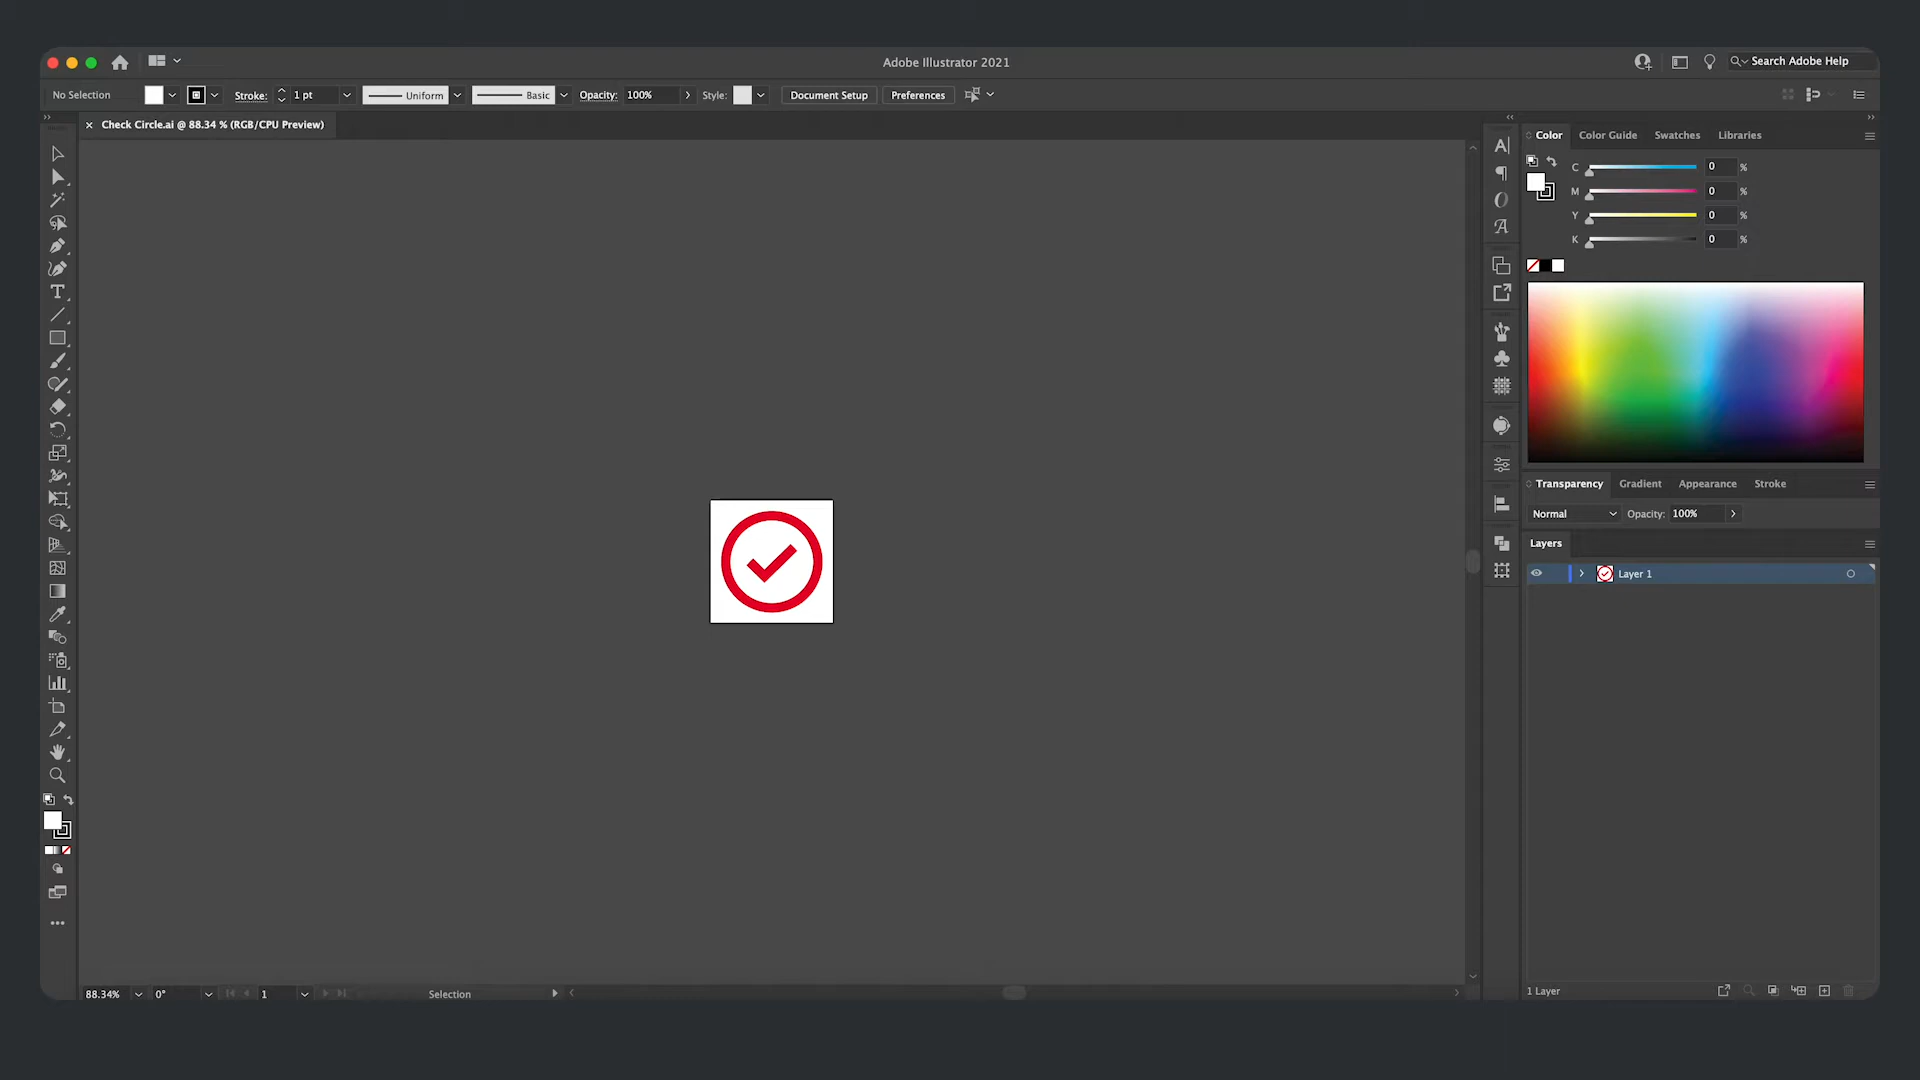 Adobe Illustrator 2021
Search Adobe Help
No Selection
Stroke: 1 pt Uniform Basic Opacity: 100% Style: Document Setup Preferences
× Check Circle.ai @ 88.34 % (RGB/CPU Preview)
Color Color Guide Swatches Libraries
C 0 %
M 0 %
Y 0 %
K 0 %
Transparency Gradient Appearance Stroke
Normal Opacity: 100%
Layers
Layer 1
88.34% 0° 1 Selection
1 Layer